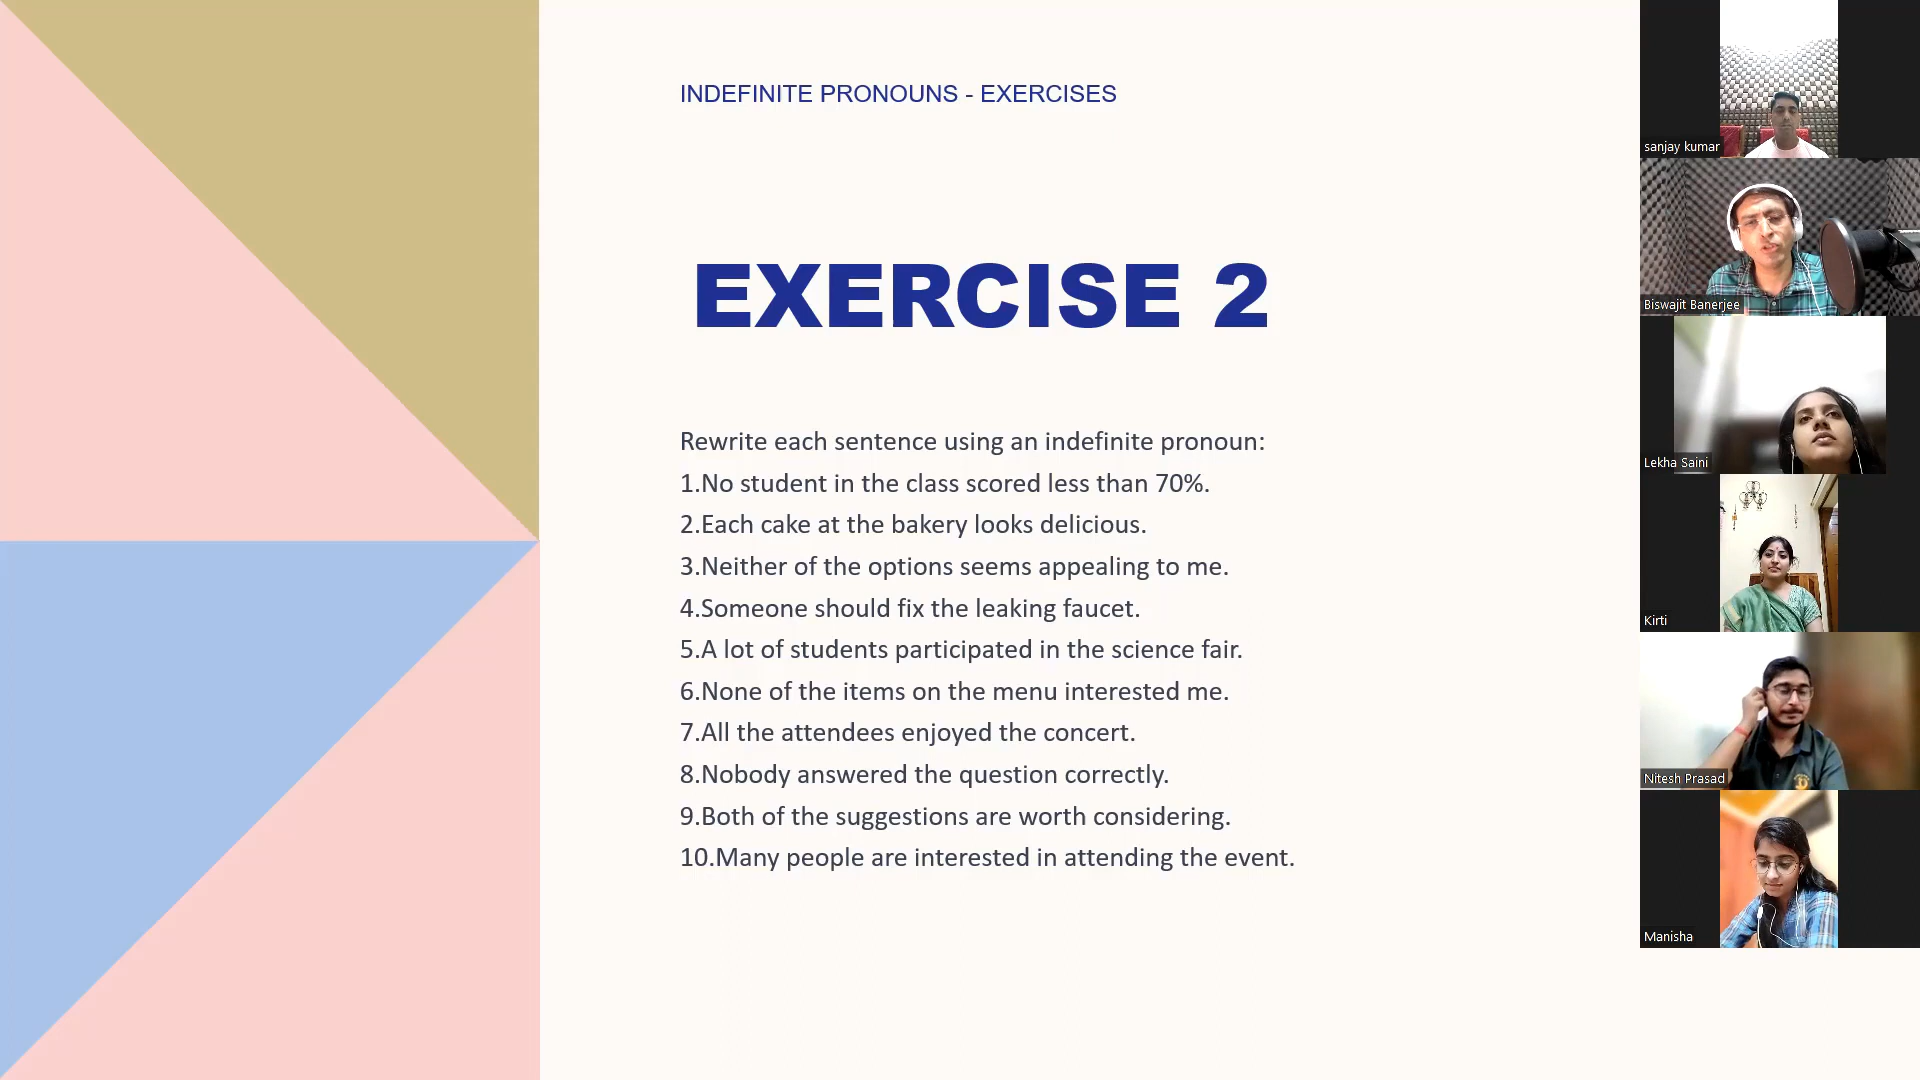 INDEFINITE PRONOUNS - EXERCISES
EXERCISE 2
Rewrite each sentence using an indefinite pronoun:
1.No student in the class scored less than 70%.
2.Each cake at the bakery looks delicious.
3.Neither of the options seems appealing to me.
4.Someone should fix the leaking faucet.
5.A lot of students participated in the science fair.
6.None of the items on the menu interested me.
7.All the attendees enjoyed the concert.
8.Nobody answered the question correctly.
9.Both of the suggestions are worth considering.
10.Many people are interested in attending the event.
sanjay kumar
Biswajit Banerjee
Lekha Saini
Kirti
Nitesh Prasad
Manisha